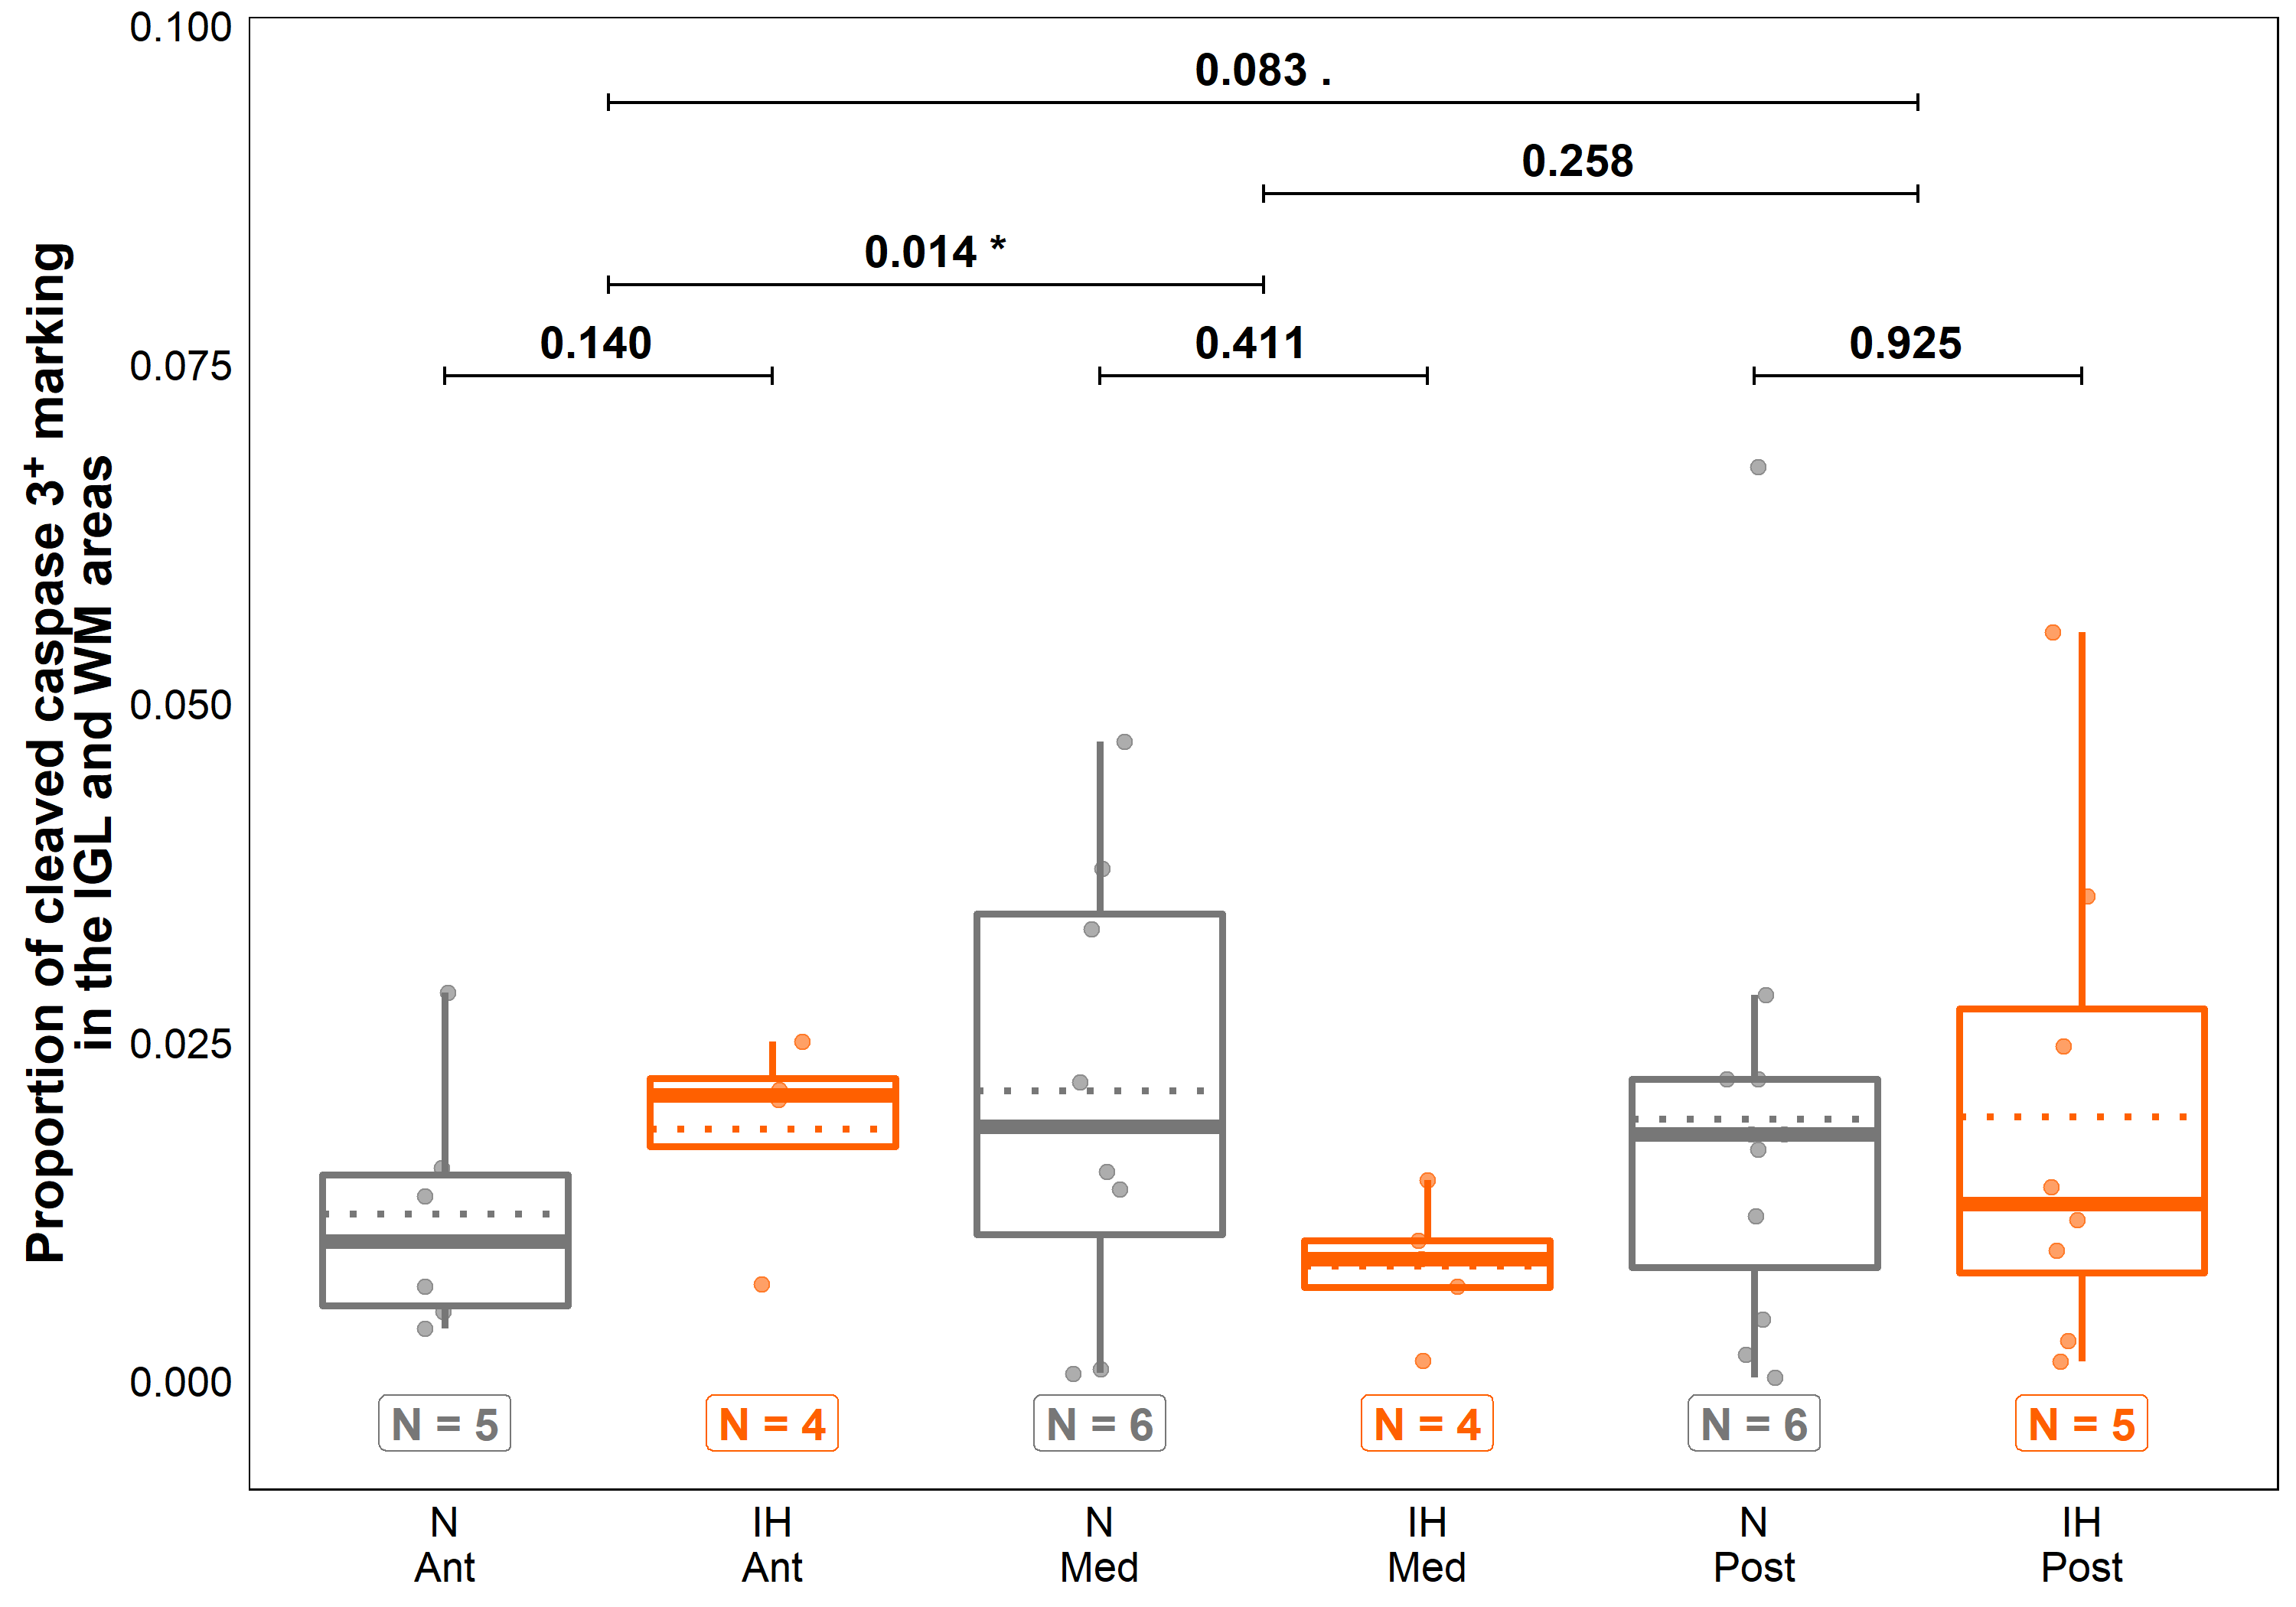 Proportion of cleaved caspase 3⁺ marking
in the IGL and WM areas
0.100
0.075
0.050
0.025
0.000
0.083 .
0.258
0.014 *
0.140
0.411
0.925
N = 5
N = 4
N = 6
N = 4
N = 6
N = 5
N
Ant
IH
Ant
N
Med
IH
Med
N
Post
IH
Post